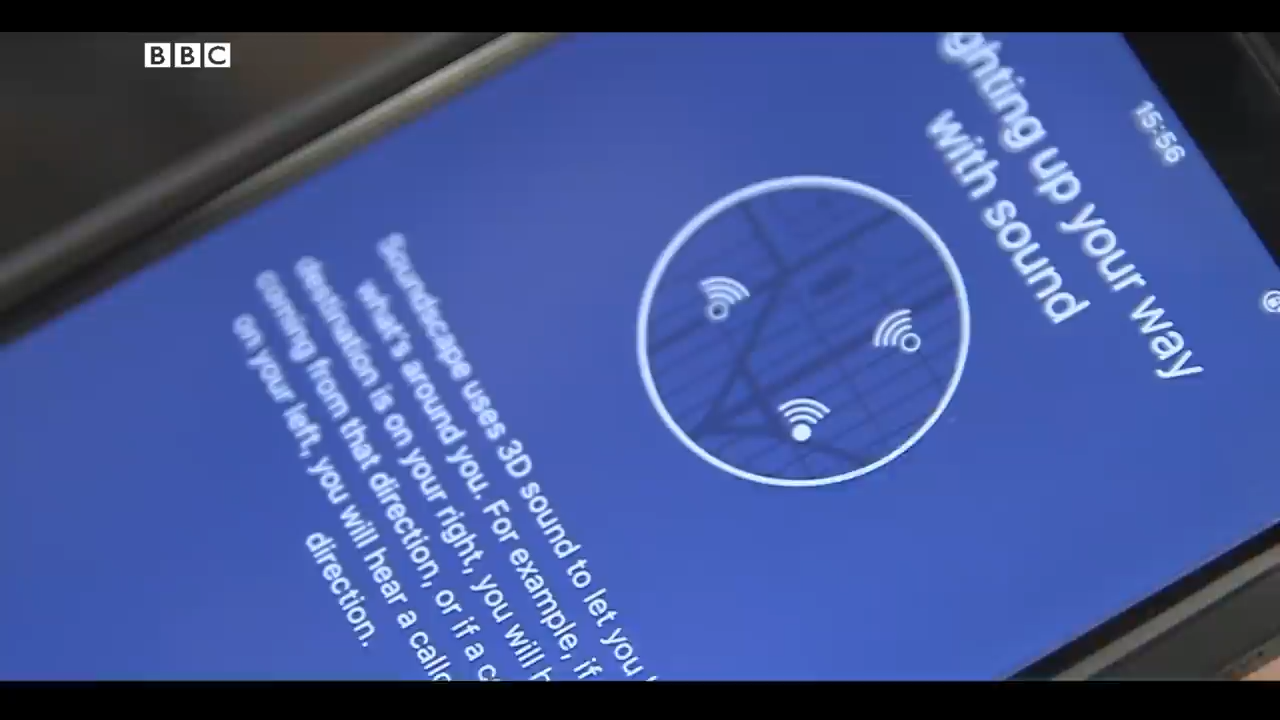 BBC
15:56
ghting up your way
with sound
Soundscape uses 3D sound to let you
what's around you. For example, if
destination is on your right, you will h
coming from that direction, or if a c
on your left, you will hear a callo
direction.